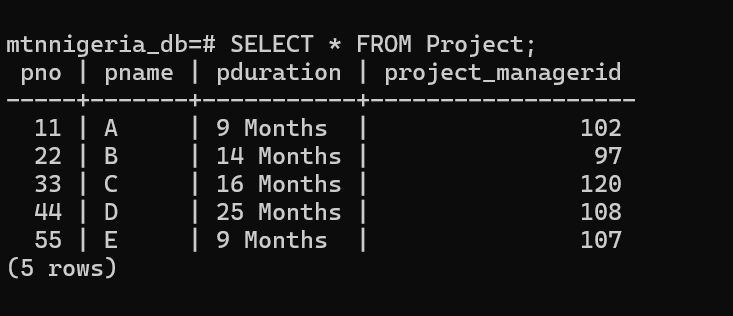 mtnnigeria_db=# SELECT * FROM Project;
 pno | pname | pduration | project_managerid
-----+-------+-----------+-------------------
  11 | A     | 9 Months  |               102
  22 | B     | 14 Months |                97
  33 | C     | 16 Months |               120
  44 | D     | 25 Months |               108
  55 | E     | 9 Months  |               107
(5 rows)